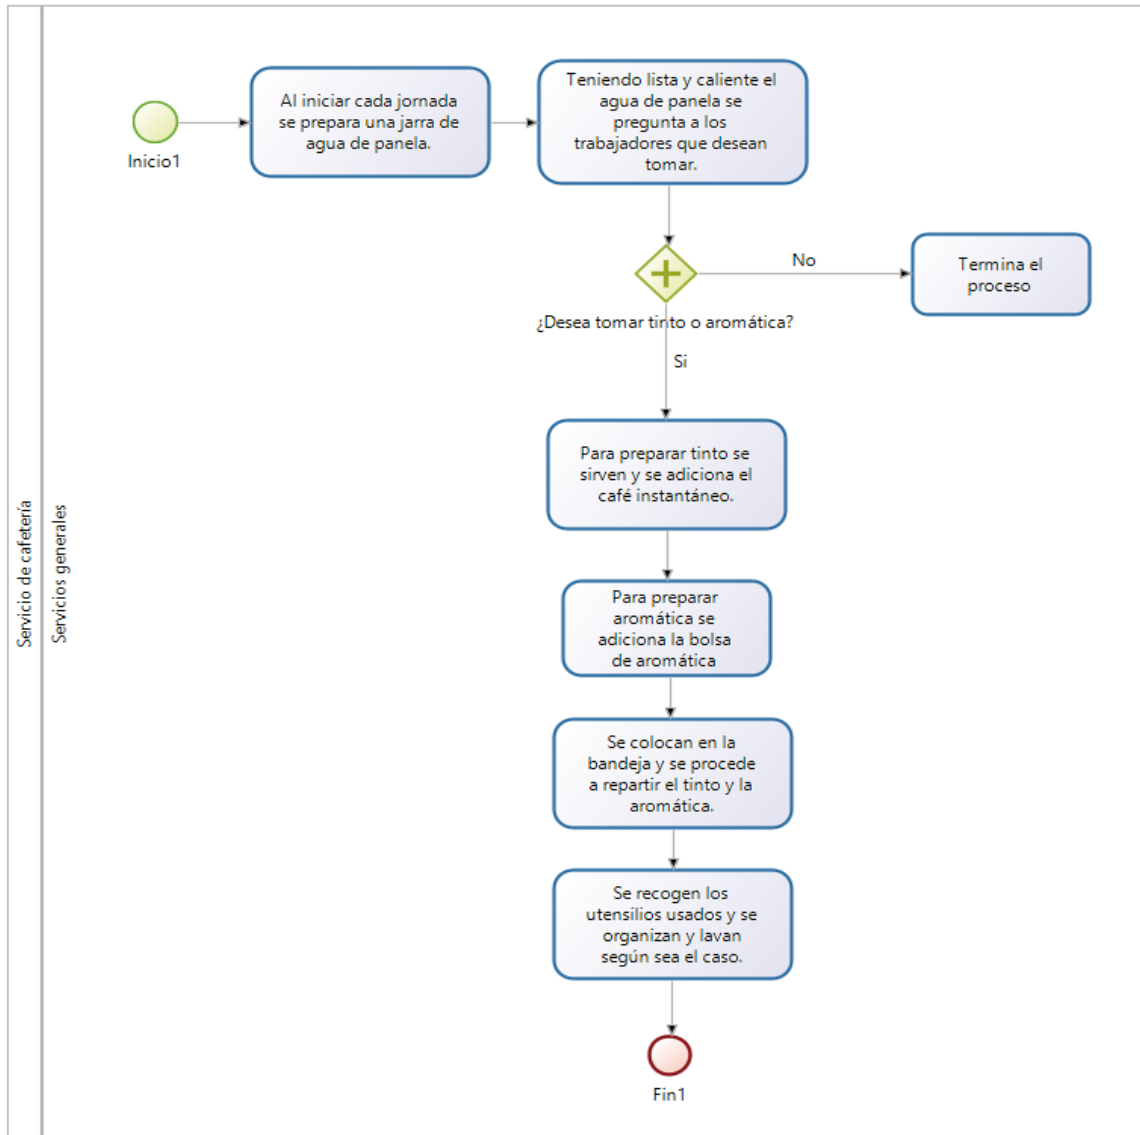 Servicio de cafetería
Servicios generales
Inicio1
Al iniciar cada jornada
se prepara una jarra de
agua de panela.
Teniendo lista y caliente el
agua de panela se
pregunta a los
trabajadores que desean
tomar.
¿Desea tomar tinto o aromática?
No
Termina el
proceso
Si
Para preparar tinto se
sirven y se adiciona el
café instantáneo.
Para preparar
aromática se
adiciona la bolsa
de aromática
Se colocan en la
bandeja y se procede
a repartir el tinto y la
aromática.
Se recogen los
utensilios usados y se
organizan y lavan
según sea el caso.
Fin1